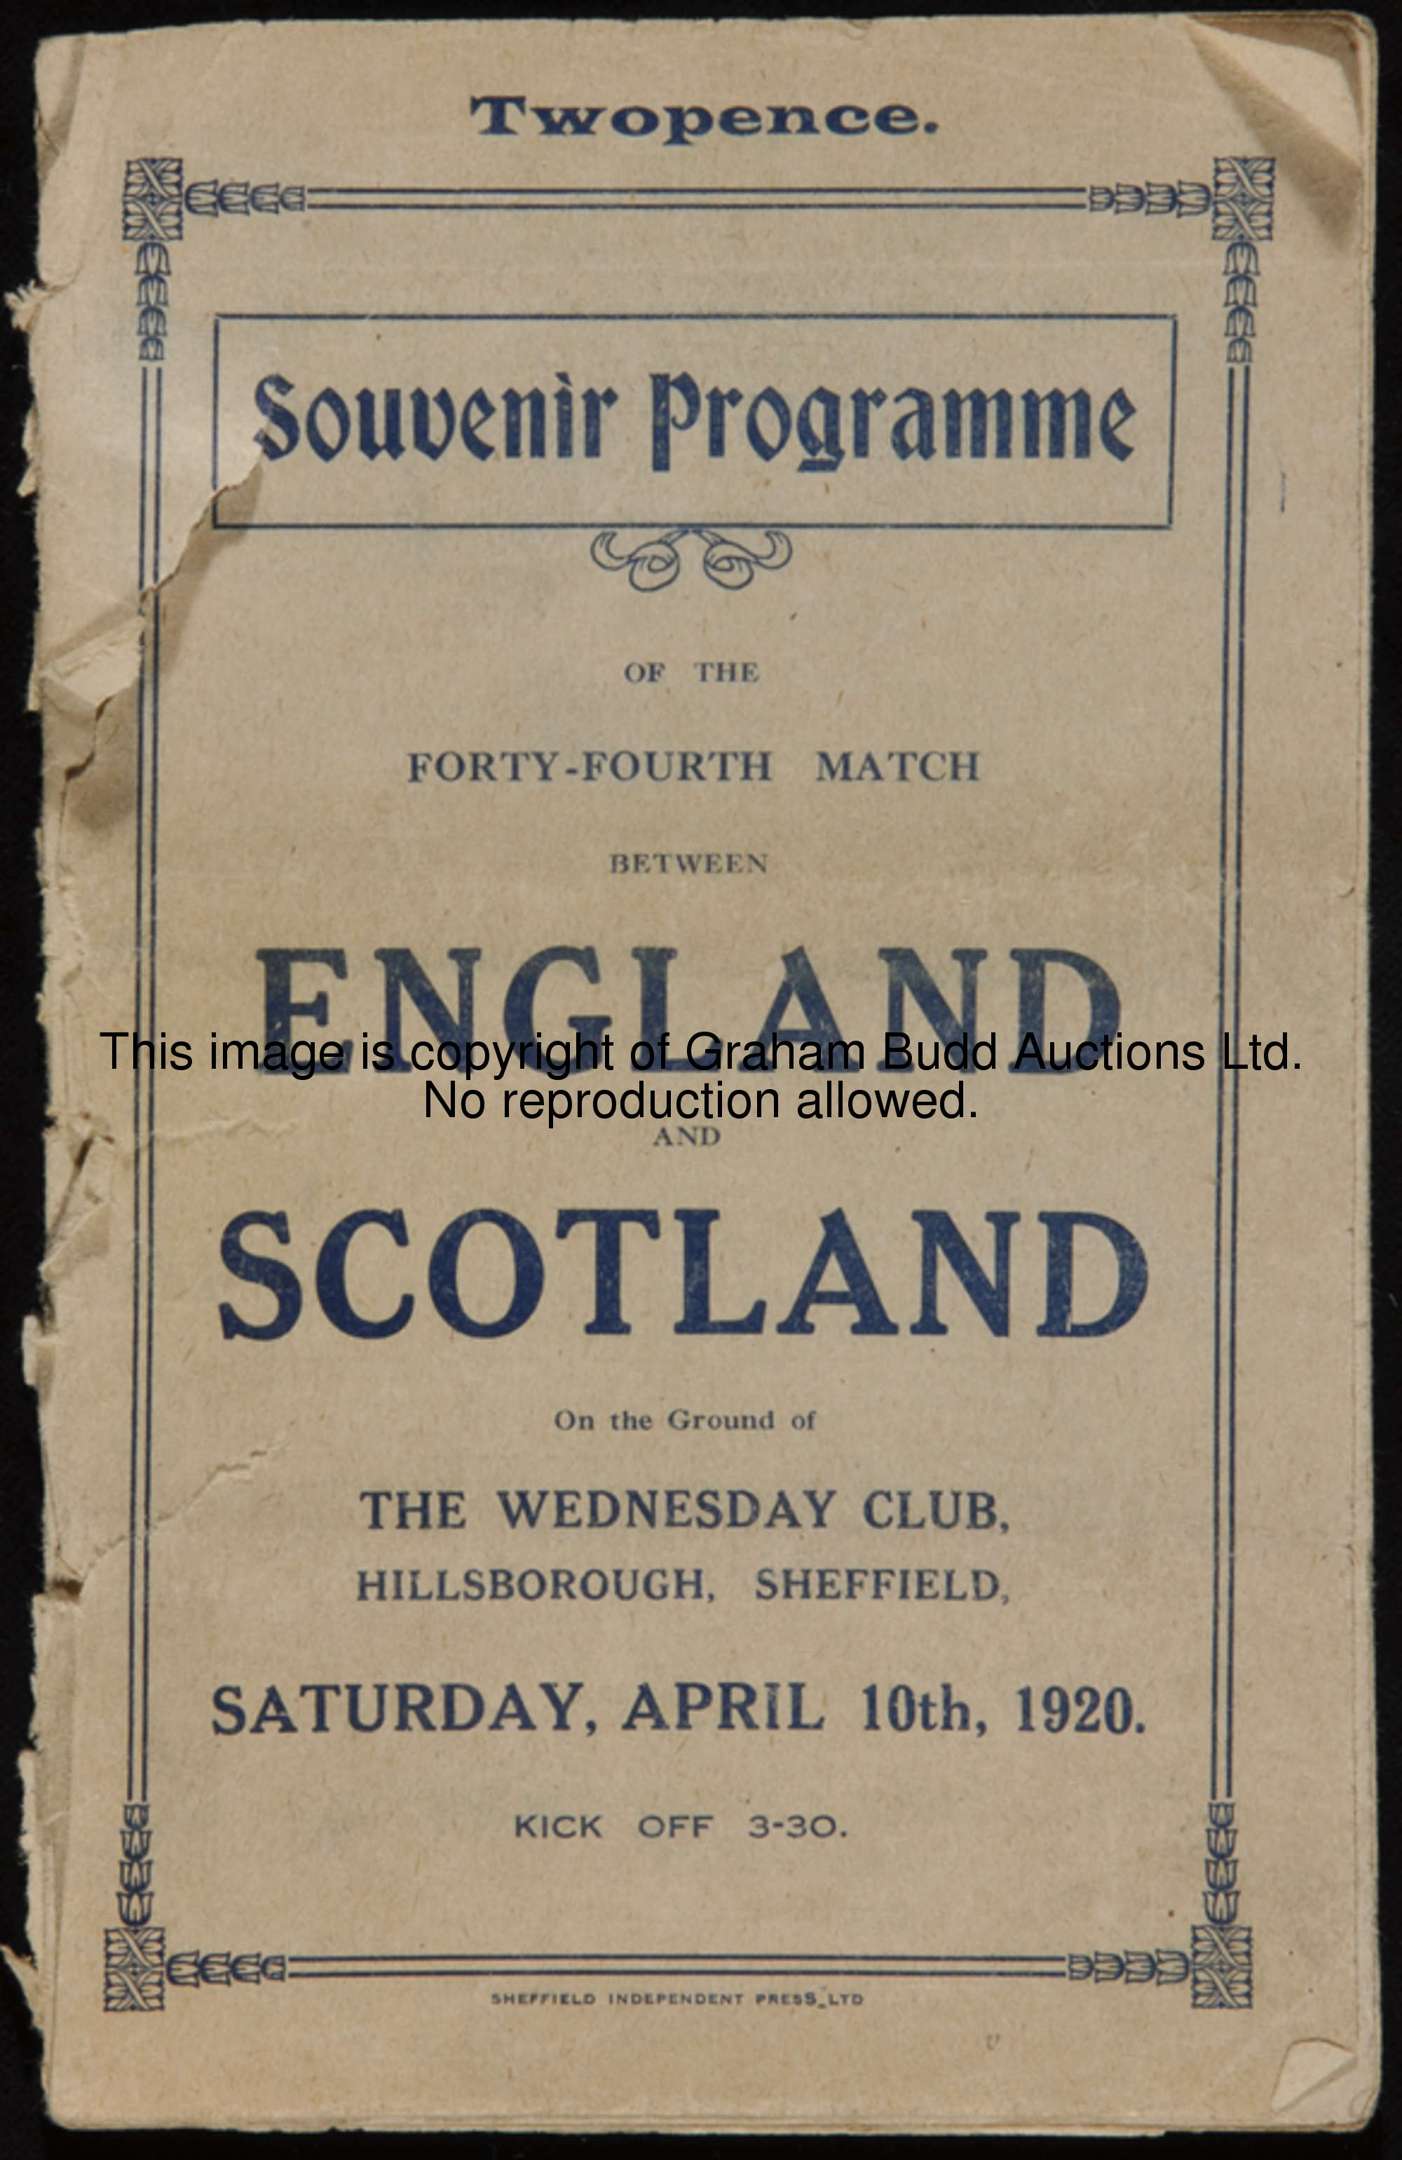 Twopence.
Souvenir Programme
OF THE
FORTY-FOURTH MATCH
BETWEEN
ENGLAND
This image is copyright of Graham Budd Auctions Ltd.
No reproduction allowed.
AND
SCOTLAND
On the Ground of
THE WEDNESDAY CLUB,
HILLSBOROUGH, SHEFFIELD,
SATURDAY, APRIL 10th, 1920.
KICK OFF 3-30.
SHEFFIELD INDEPENDENT PRESS, LTD